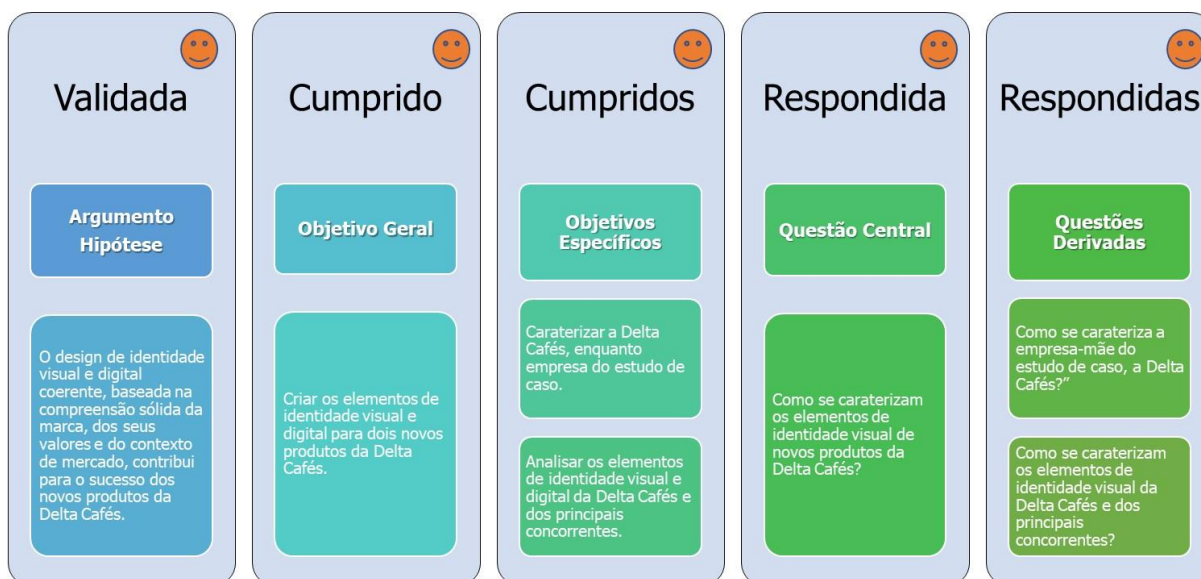 Validada
Argumento
Hipótese
O design de identidade
visual e digital
coerente, baseada na
compreensão sólida da
marca, dos seus
valores e do contexto
de mercado, contribui
para o sucesso dos
novos produtos da
Delta Cafés.
Cumprido
Objetivo Geral
Criar os elementos de
identidade visual e
digital para dois novos
produtos da Delta
Cafés.
Cumpridos
Objetivos
Específicos
Caraterizar a Delta
Cafés, enquanto
empresa do estudo de
caso.
Analisar os elementos
de identidade visual e
digital da Delta Cafés e
dos principais
concorrentes.
Respondida
Questão Central
Como se caraterizam
os elementos de
identidade visual de
novos produtos da
Delta Cafés?
Respondidas
Questões
Derivadas
Como se carateriza a
empresa-mãe do
estudo de caso, a Delta
Cafés?”
Como se caraterizam
os elementos de
identidade visual da
Delta Cafés e dos
principais
concorrentes?